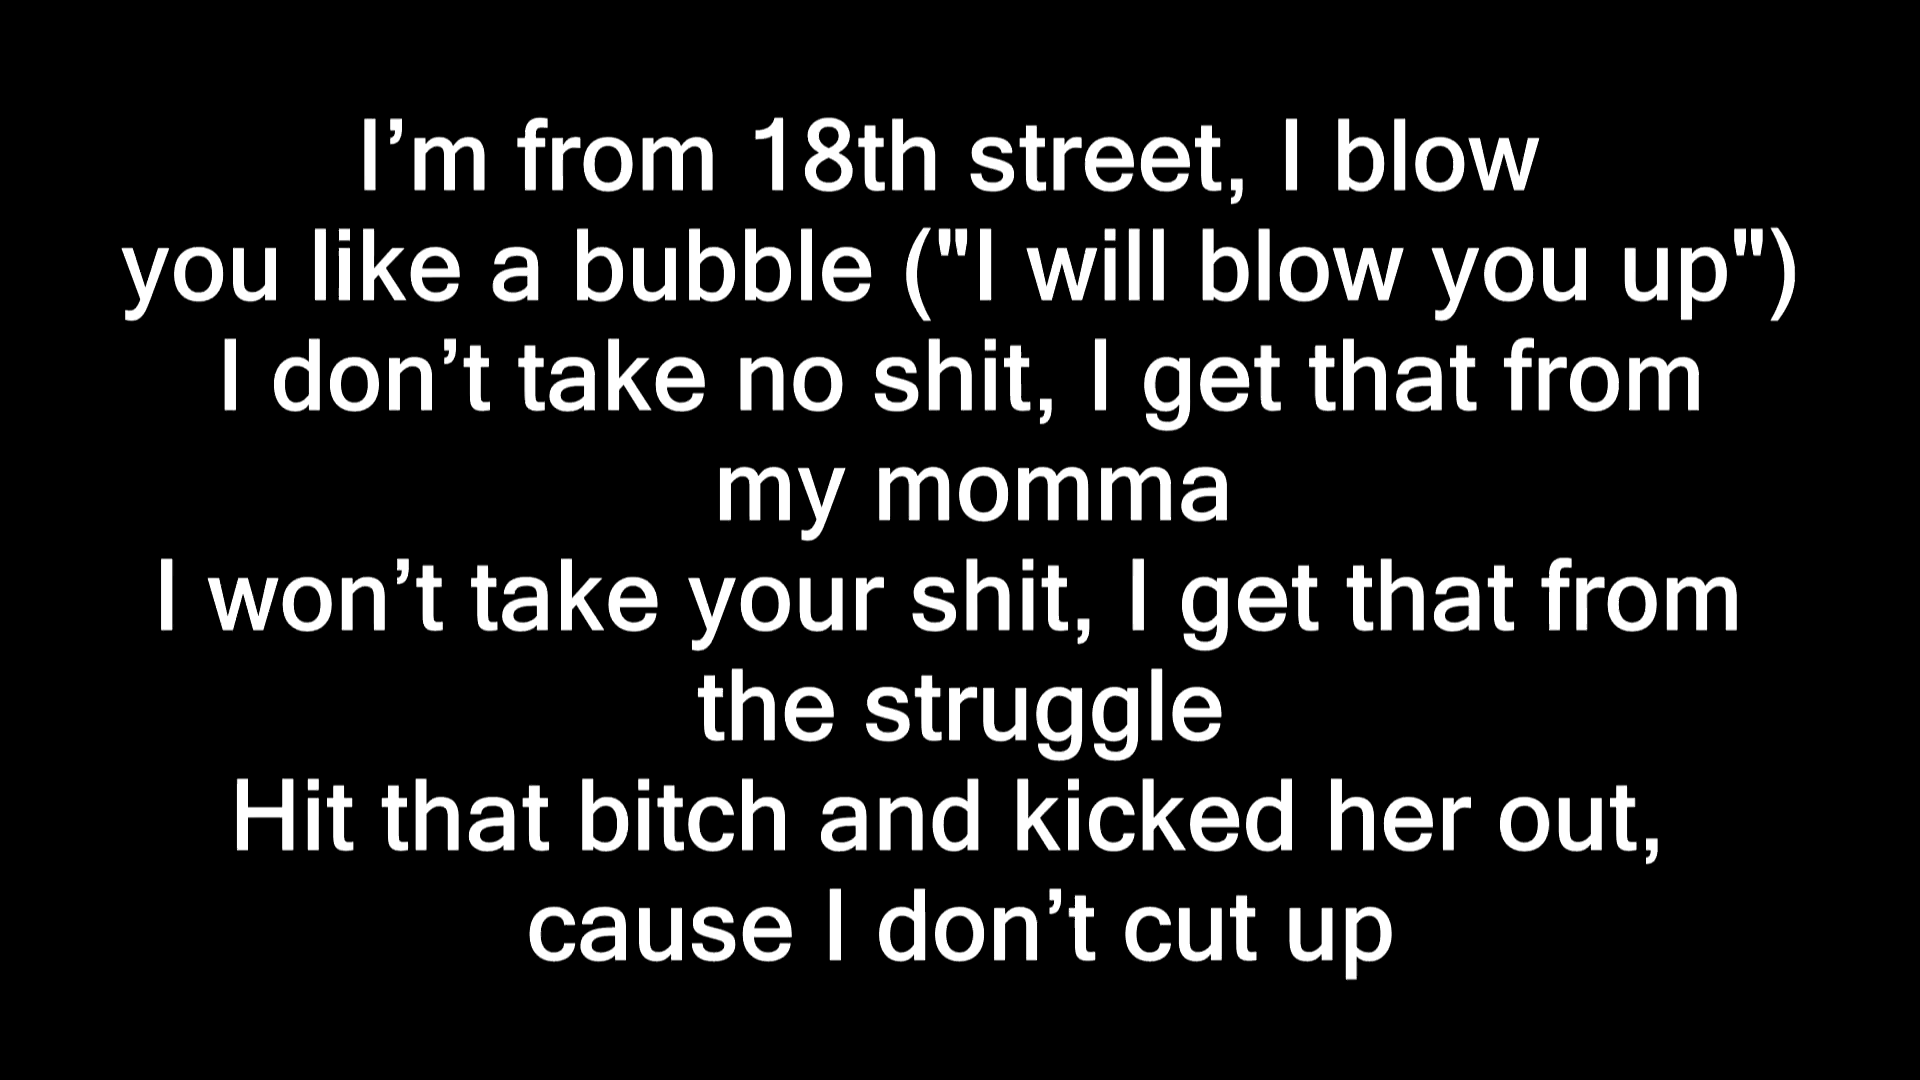 I’m from 18th street, I blow
you like a bubble ("I will blow you up")
I don’t take no shit, I get that from
my momma
I won’t take your shit, I get that from
the struggle
Hit that bitch and kicked her out,
cause I don’t cut up